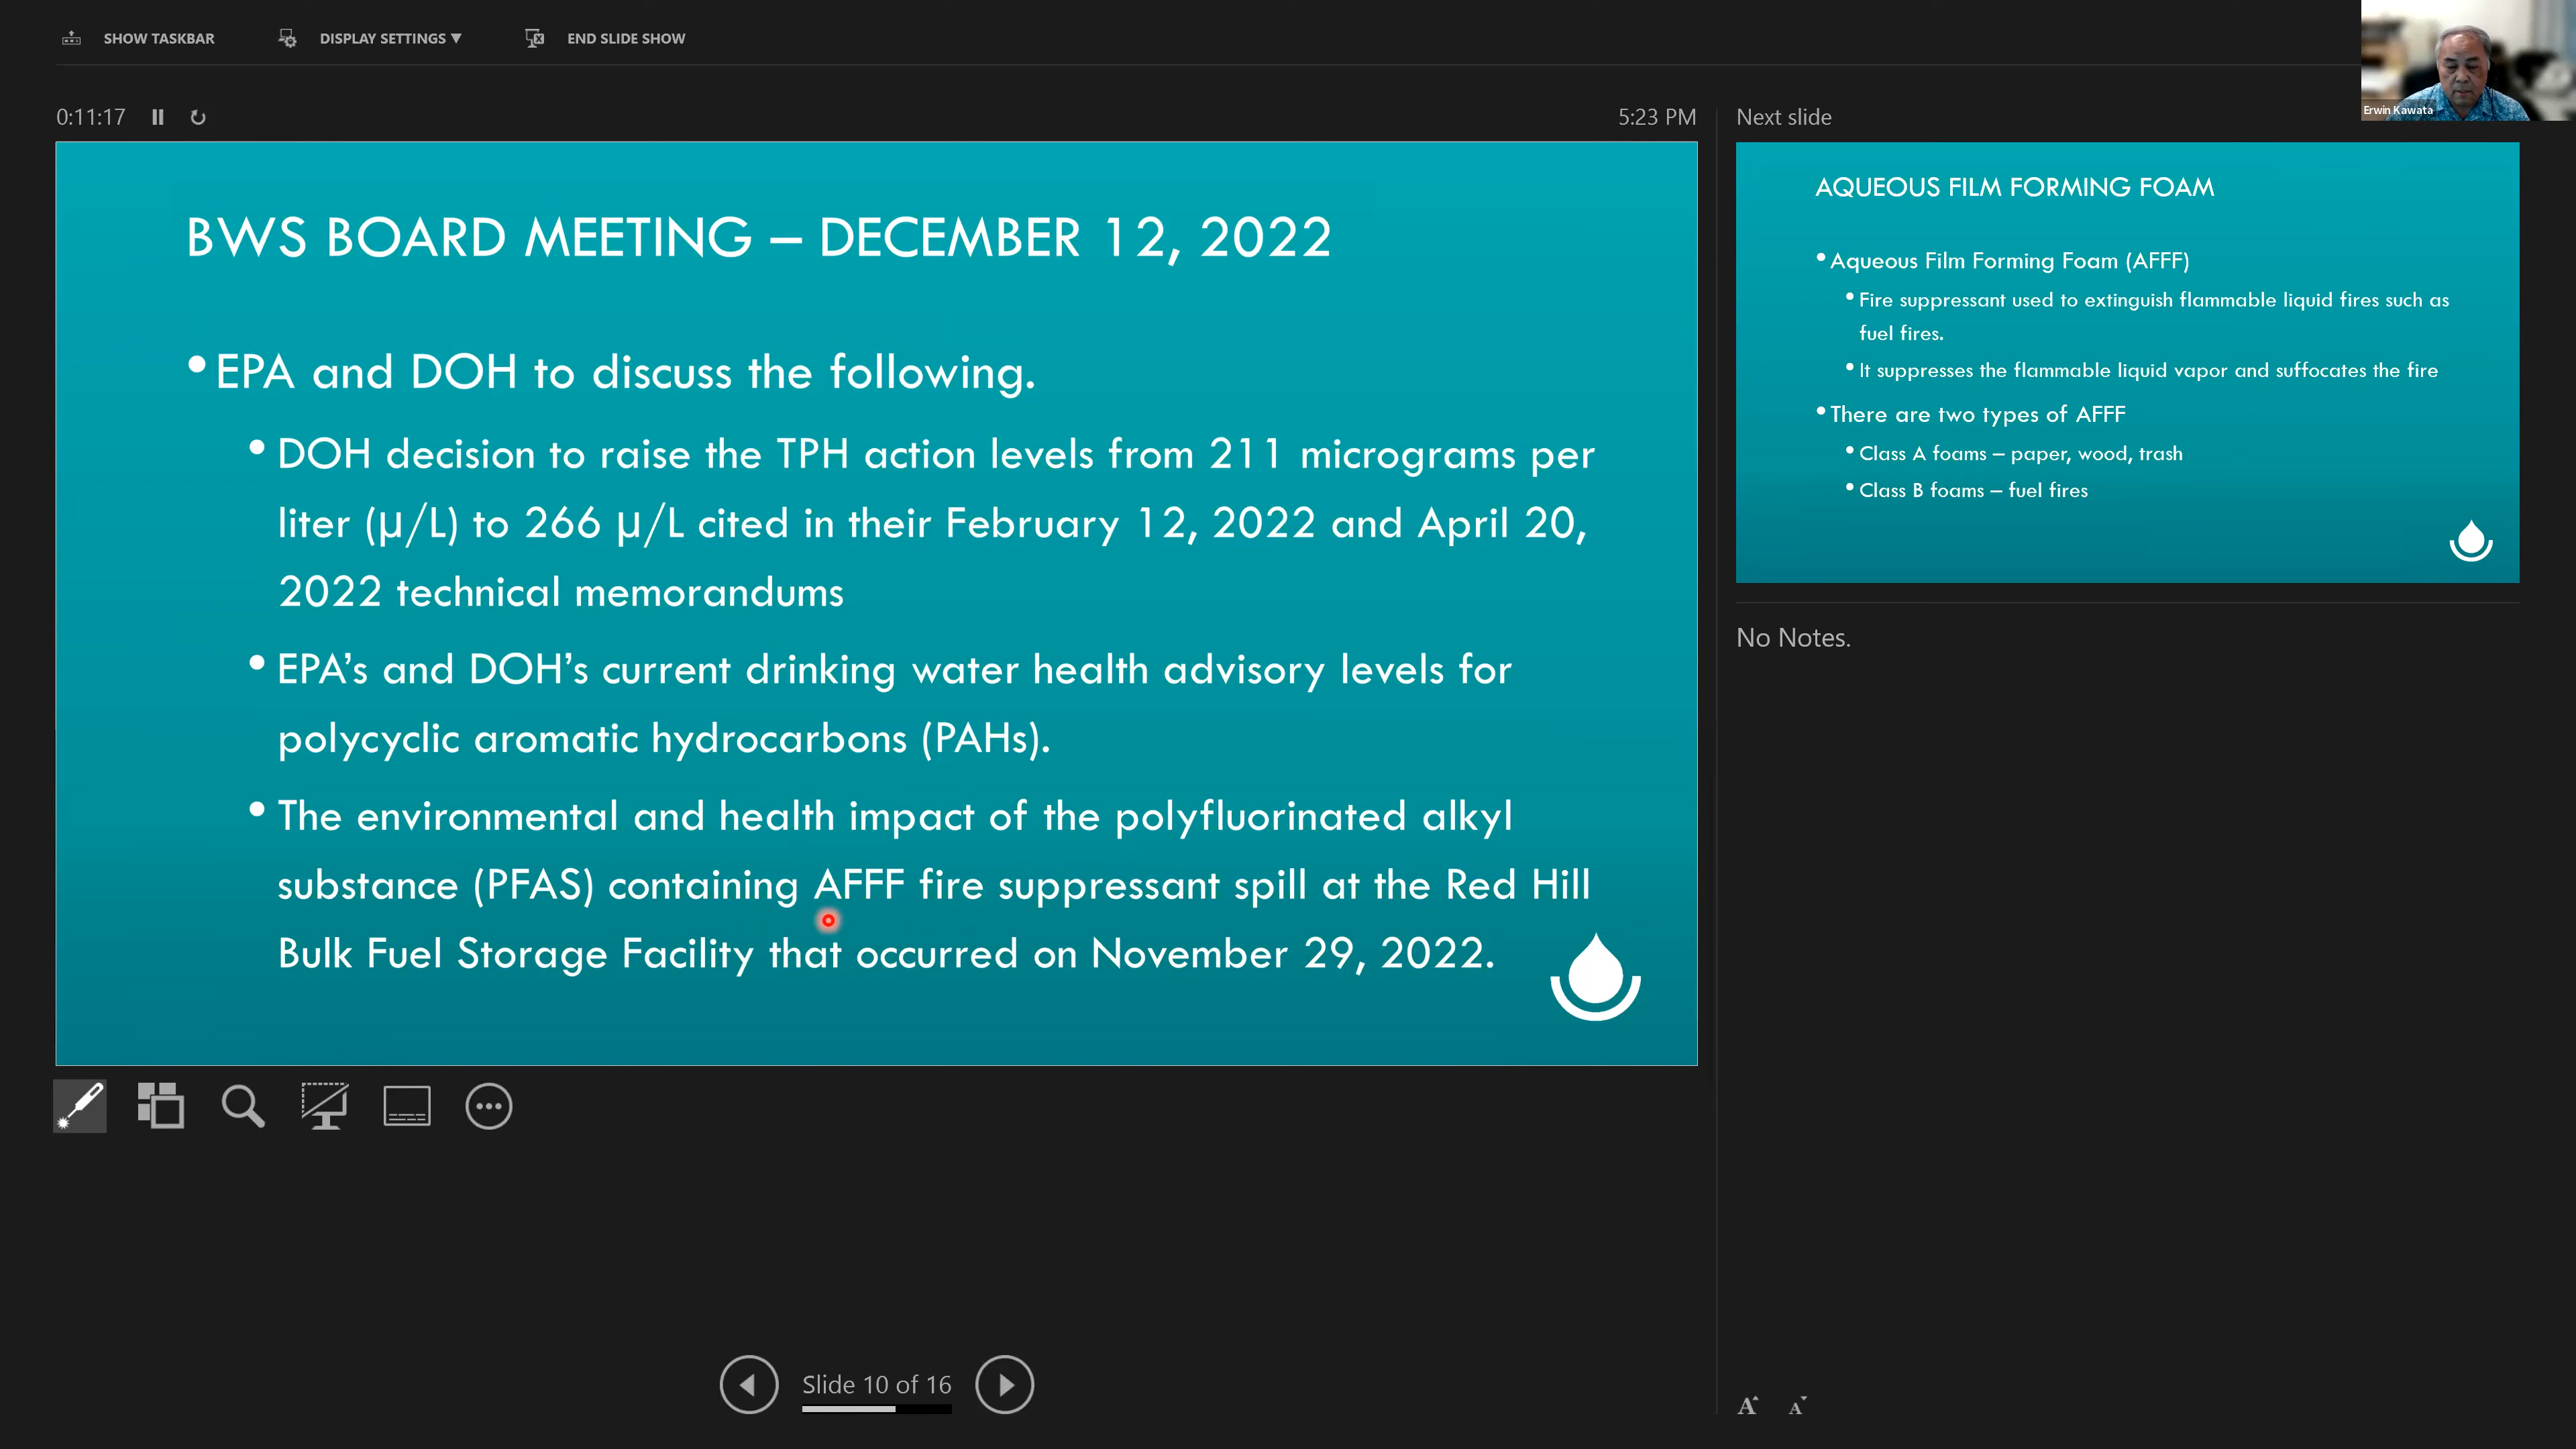 SHOW TASKBAR
DISPLAY SETTINGS ▼
END SLIDE SHOW
Erwin Kawata
0:11:17
5:23 PM
BWS BOARD MEETING – DECEMBER 12, 2022
• EPA and DOH to discuss the following.
• DOH decision to raise the TPH action levels from 211 micrograms per
liter (µ/L) to 266 µ/L cited in their February 12, 2022 and April 20,
2022 technical memorandums
• EPA’s and DOH’s current drinking water health advisory levels for
polycyclic aromatic hydrocarbons (PAHs).
• The environmental and health impact of the polyfluorinated alkyl
substance (PFAS) containing AFFF fire suppressant spill at the Red Hill
Bulk Fuel Storage Facility that occurred on November 29, 2022.
Slide 10 of 16
Next slide
AQUEOUS FILM FORMING FOAM
• Aqueous Film Forming Foam (AFFF)
• Fire suppressant used to extinguish flammable liquid fires such as
fuel fires.
• It suppresses the flammable liquid vapor and suffocates the fire
• There are two types of AFFF
• Class A foams – paper, wood, trash
• Class B foams – fuel fires
No Notes.
A A